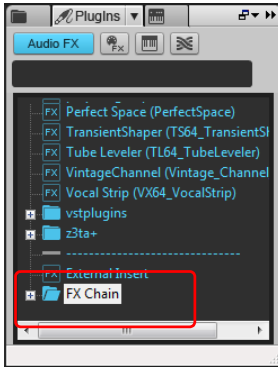 PlugIns
Audio FX
FX
FX Perfect Space (PerfectSpace)
FX TransientShaper (TS64_TransientSh
FX Tube Leveler (TL64_TubeLeveler)
FX VintageChannel (Vintage_Channel
FX Vocal Strip (VX64_VocalStrip)
vstplugins
z3ta+
--------------------------------
FX External Insert
FX Chain